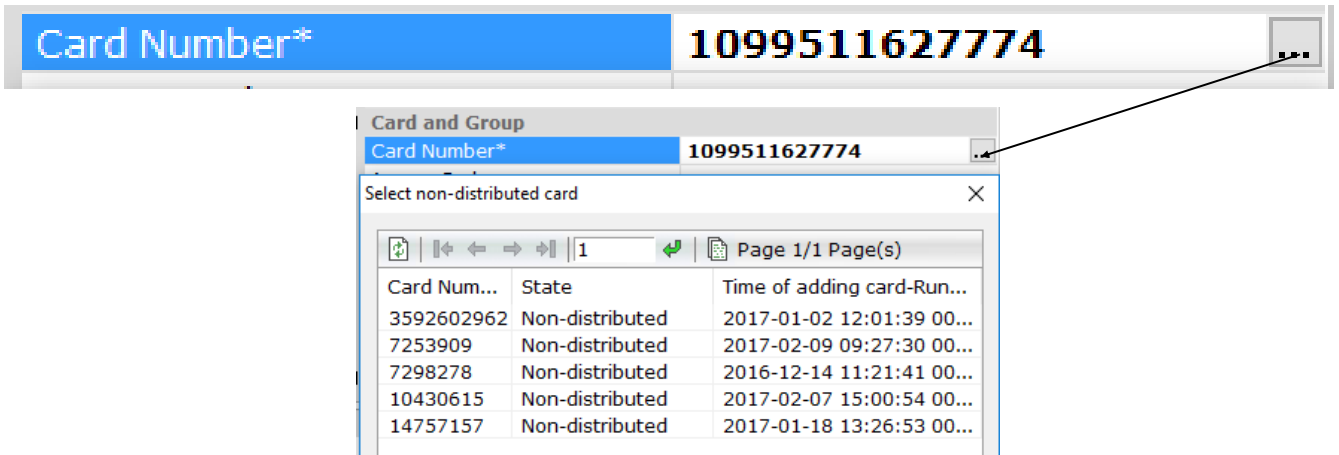 Card Number* 1099511627774 ...
Card and Group
Card Number* 1099511627774 ...
Select non-distributed card
1 Page 1/1 Page(s)
Card Num... State Time of adding card-Run...
3592602962 Non-distributed 2017-01-02 12:01:39 00...
7253909 Non-distributed 2017-02-09 09:27:30 00...
7298278 Non-distributed 2016-12-14 11:21:41 00...
10430615 Non-distributed 2017-02-07 15:00:54 00...
14757157 Non-distributed 2017-01-18 13:26:53 00...